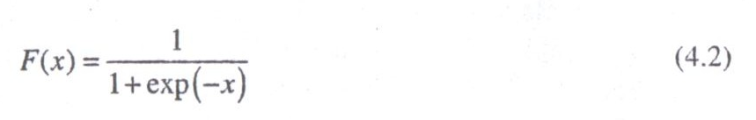 F(x) = 1 / (1+exp(-x)) (4.2)